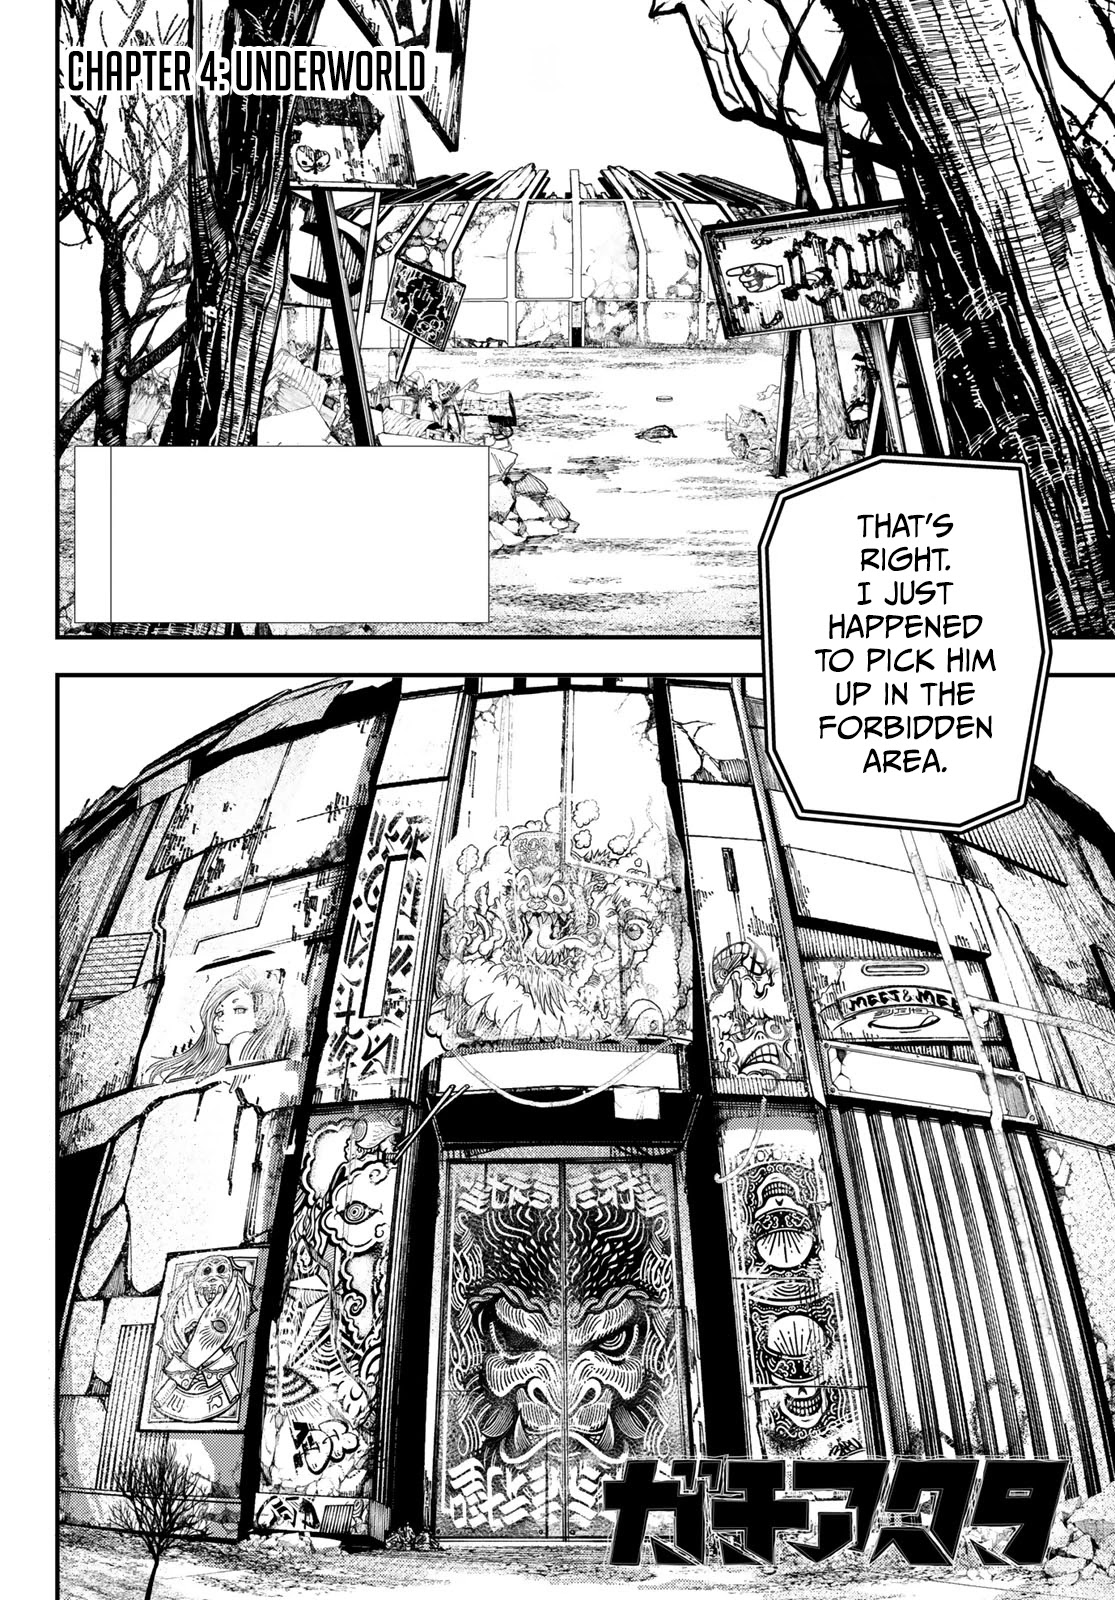 CHAPTER 4: UNDERWORLD
THAT'S
RIGHT.
I JUST
HAPPENED
TO PICK HIM
UP IN THE
FORBIDDEN
AREA.
MEET & MEE
ガチアクタ